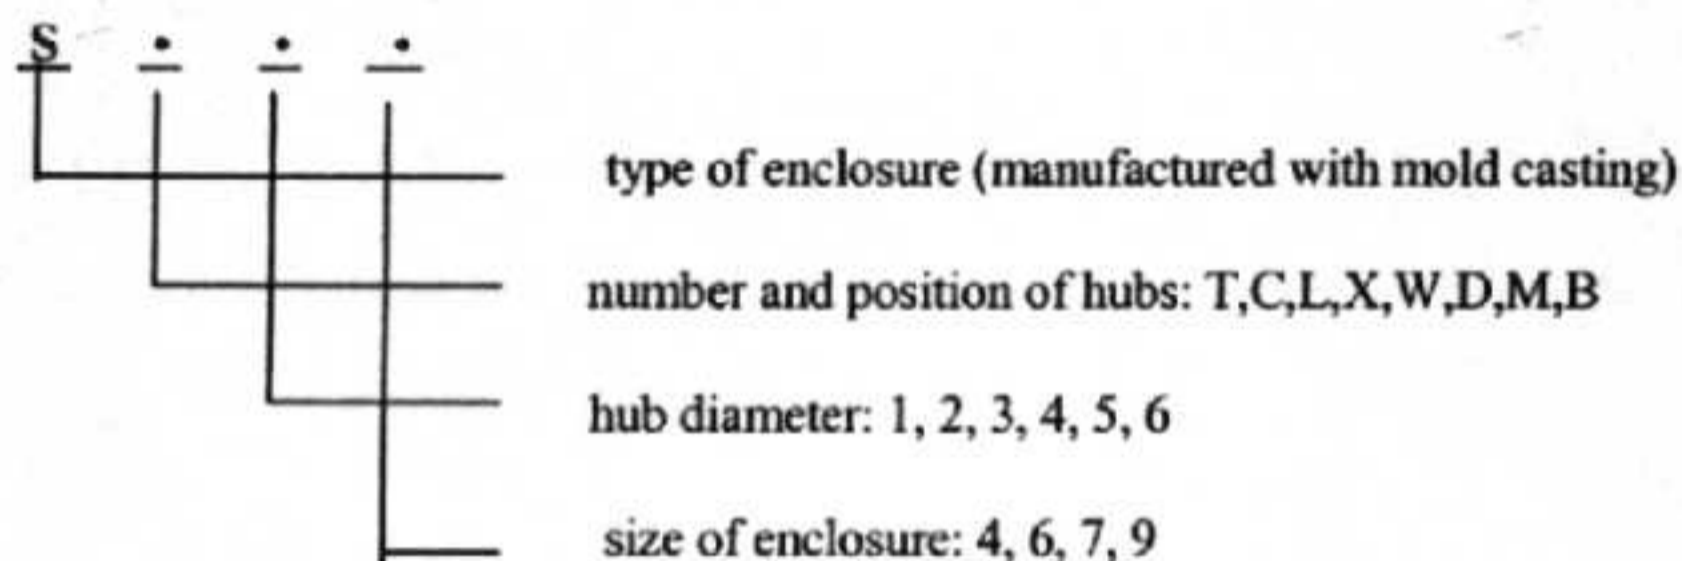 S . . .
type of enclosure (manufactured with mold casting)
number and position of hubs: T,C,L,X,W,D,M,B
hub diameter: 1, 2, 3, 4, 5, 6
size of enclosure: 4, 6, 7, 9